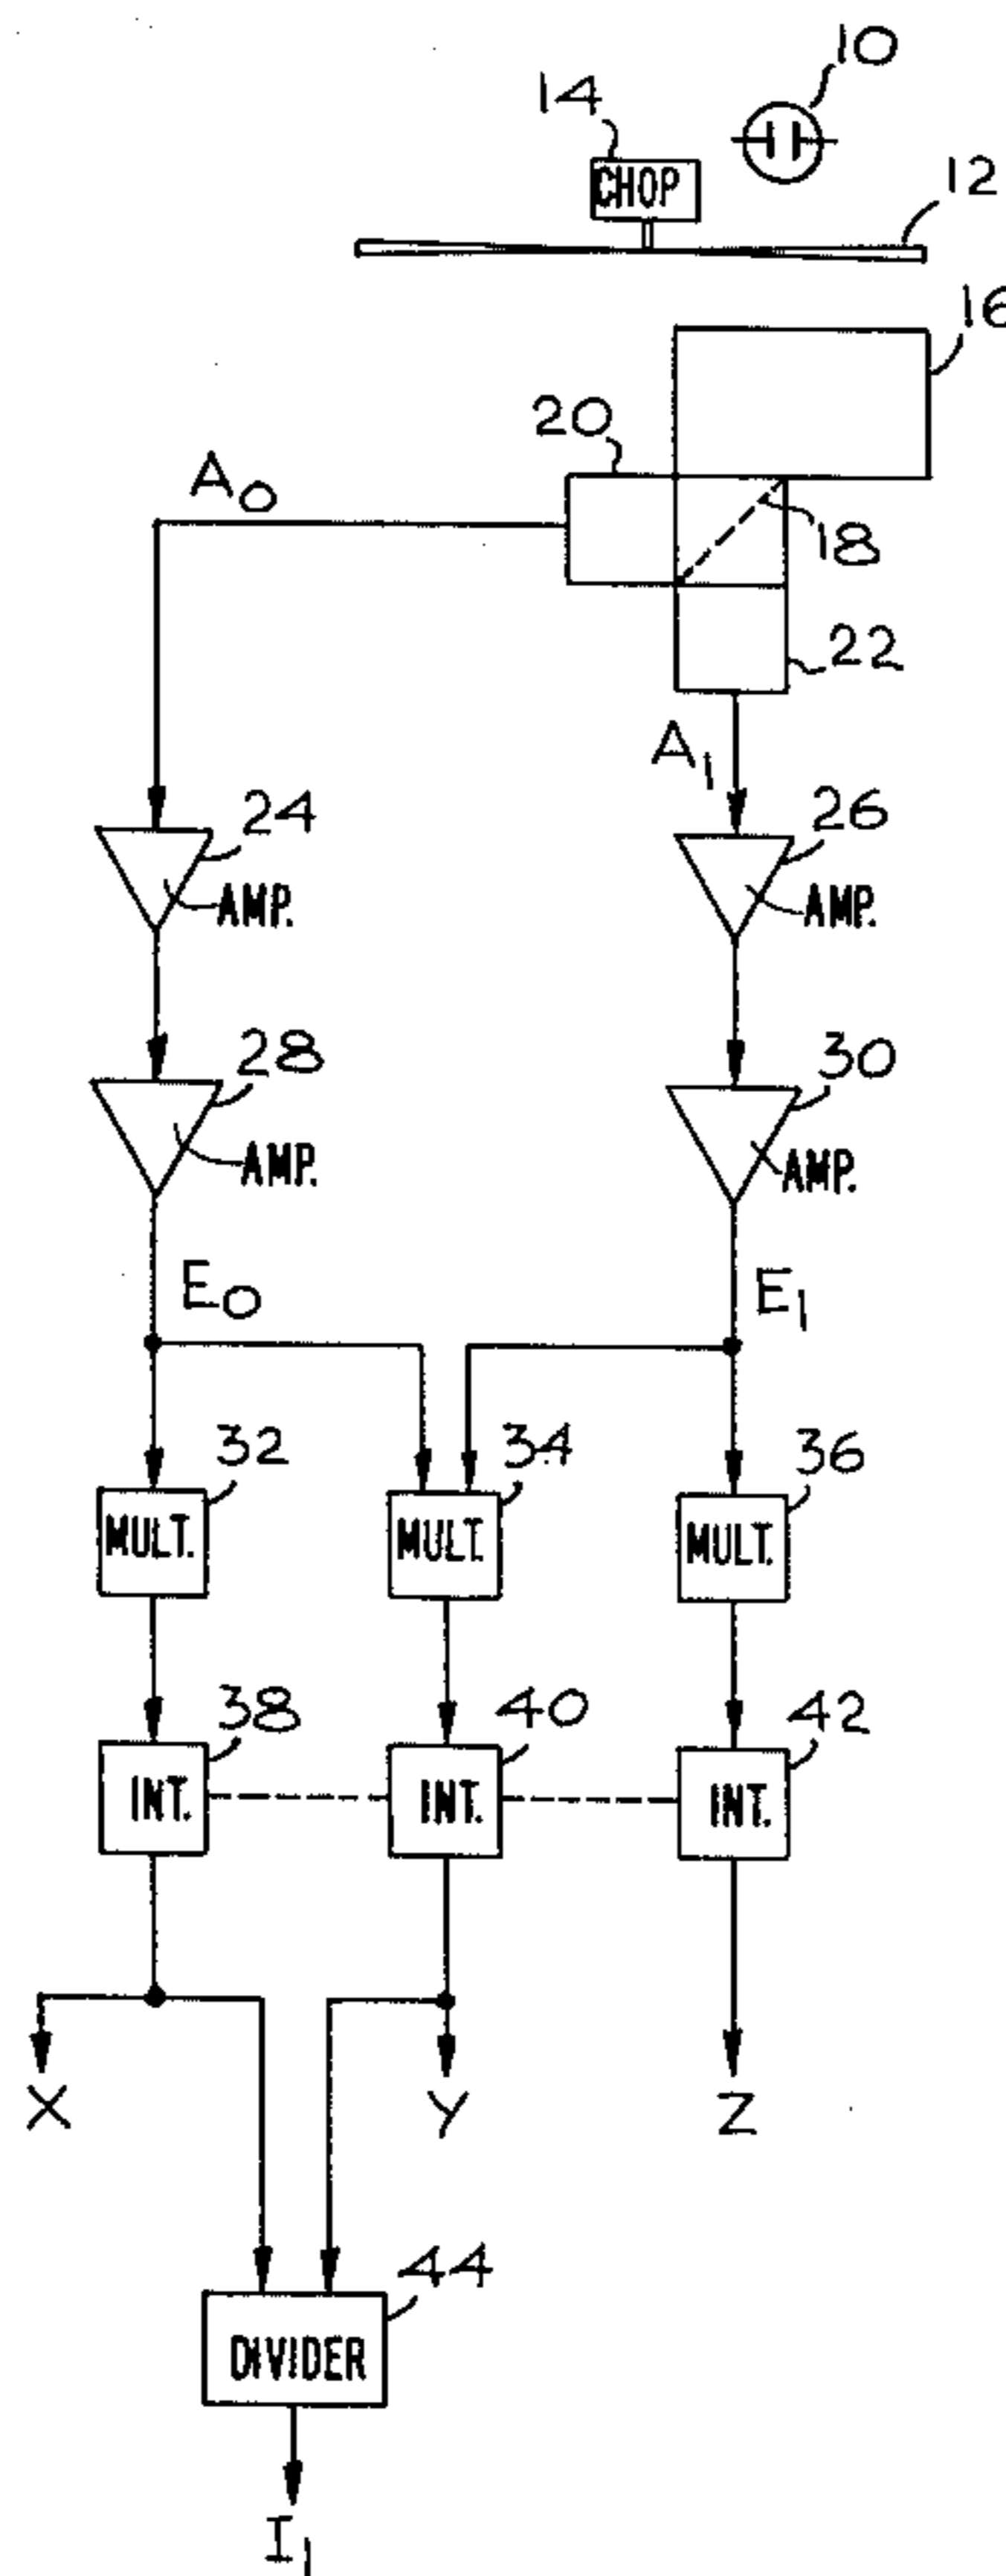 10
14
CHOP
12
16
20
A0
18
22
A1
24
26
AMP.
AMP.
28
30
AMP.
AMP.
E0
E1
32
34
36
MULT.
MULT.
MULT.
38
40
42
INT.
INT.
INT.
X
Y
Z
44
DIVIDER
I1